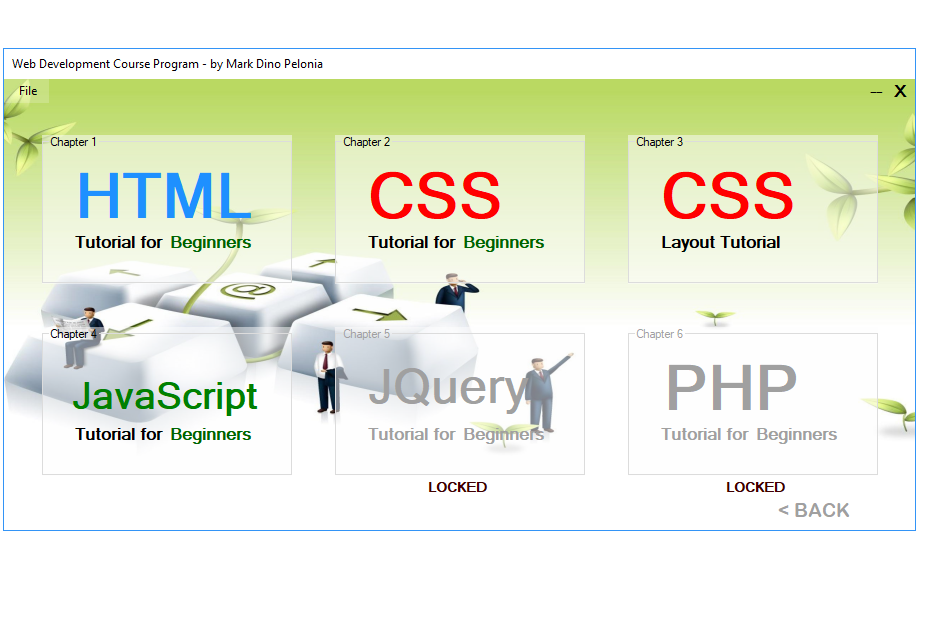 Web Development Course Program - by Mark Dino Pelonia
File
— X
Chapter 1
HTML
Tutorial for Beginners
Chapter 2
CSS
Tutorial for Beginners
Chapter 3
CSS
Layout Tutorial
@
Chapter 4
JavaScript
Tutorial for Beginners
Chapter 5
JQuery
Tutorial for Beginners
LOCKED
Chapter 6
PHP
Tutorial for Beginners
LOCKED
< BACK